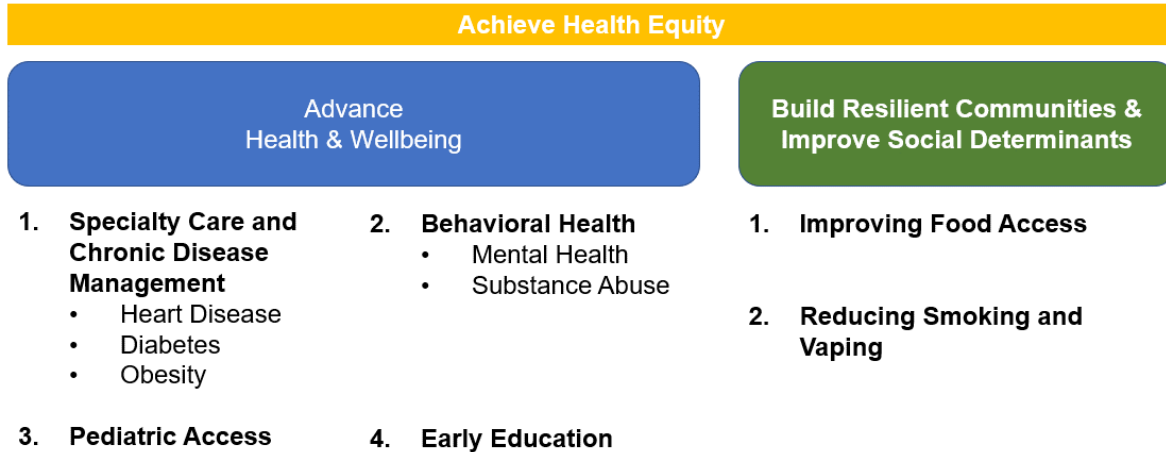 Achieve Health Equity
Advance
Health & Wellbeing
Build Resilient Communities &
Improve Social Determinants
1. Specialty Care and
Chronic Disease
Management
• Heart Disease
• Diabetes
• Obesity
2. Behavioral Health
• Mental Health
• Substance Abuse
3. Pediatric Access
4. Early Education
1. Improving Food Access
2. Reducing Smoking and
Vaping